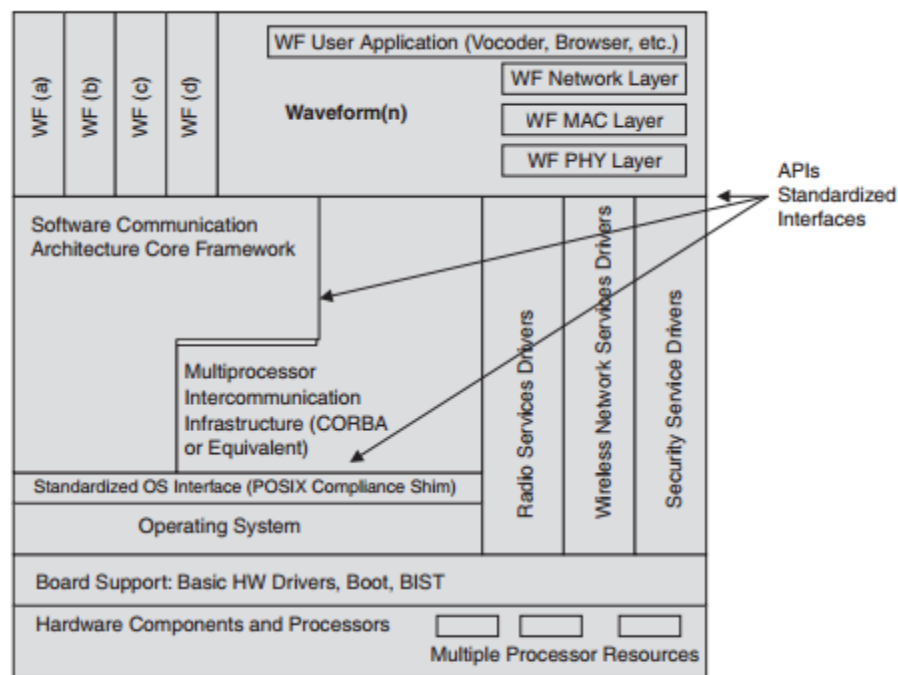 WF (a)
WF (b)
WF (c)
WF (d)
WF User Application (Vocoder, Browser, etc.)
WF Network Layer
Waveform(n)
WF MAC Layer
WF PHY Layer
APIs
Standardized
Interfaces
Software Communication
Architecture Core Framework
Multiprocessor
Intercommunication
Infrastructure (CORBA
or Equivalent)
Radio Services Drivers
Wireless Network Services Drivers
Security Service Drivers
Standardized OS Interface (POSIX Compliance Shim)
Operating System
Board Support: Basic HW Drivers, Boot, BIST
Hardware Components and Processors
Multiple Processor Resources